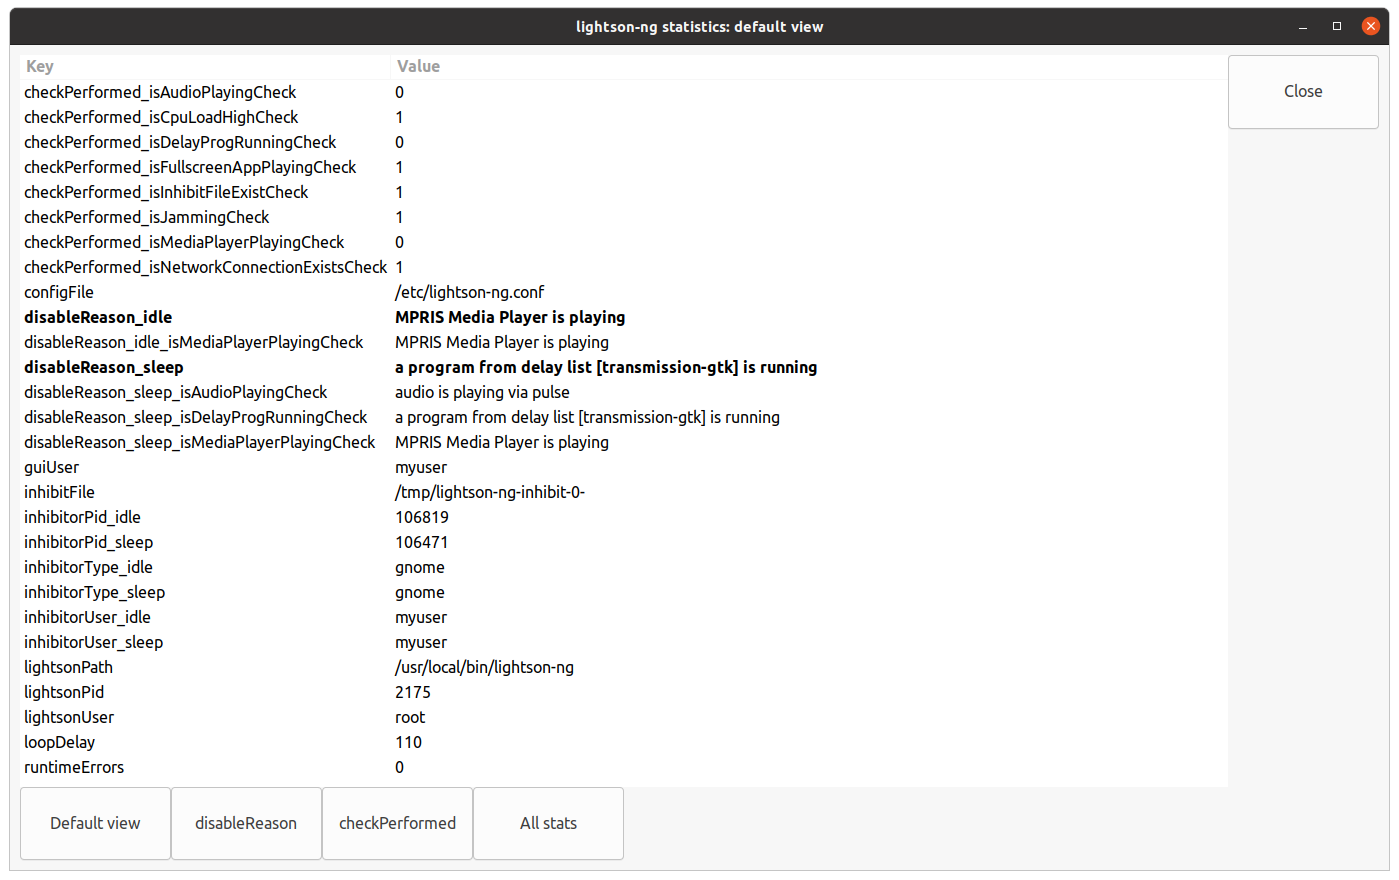 lightson-ng statistics: default view
Key Value
Close
checkPerformed_isAudioPlayingCheck 0
checkPerformed_isCpuLoadHighCheck 1
checkPerformed_isDelayProgRunningCheck 0
checkPerformed_isFullscreenAppPlayingCheck 1
checkPerformed_isInhibitFileExistCheck 1
checkPerformed_isJammingCheck 1
checkPerformed_isMediaPlayerPlayingCheck 0
checkPerformed_isNetworkConnectionExistsCheck 1
configFile /etc/lightson-ng.conf
disableReason_idle MPRIS Media Player is playing
disableReason_idle_isMediaPlayerPlayingCheck MPRIS Media Player is playing
disableReason_sleep a program from delay list [transmission-gtk] is running
disableReason_sleep_isAudioPlayingCheck audio is playing via pulse
disableReason_sleep_isDelayProgRunningCheck a program from delay list [transmission-gtk] is running
disableReason_sleep_isMediaPlayerPlayingCheck MPRIS Media Player is playing
guiUser myuser
inhibitFile /tmp/lightson-ng-inhibit-0-
inhibitorPid_idle 106819
inhibitorPid_sleep 106471
inhibitorType_idle gnome
inhibitorType_sleep gnome
inhibitorUser_idle myuser
inhibitorUser_sleep myuser
lightsonPath /usr/local/bin/lightson-ng
lightsonPid 2175
lightsonUser root
loopDelay 110
runtimeErrors 0
Default view disableReason checkPerformed All stats